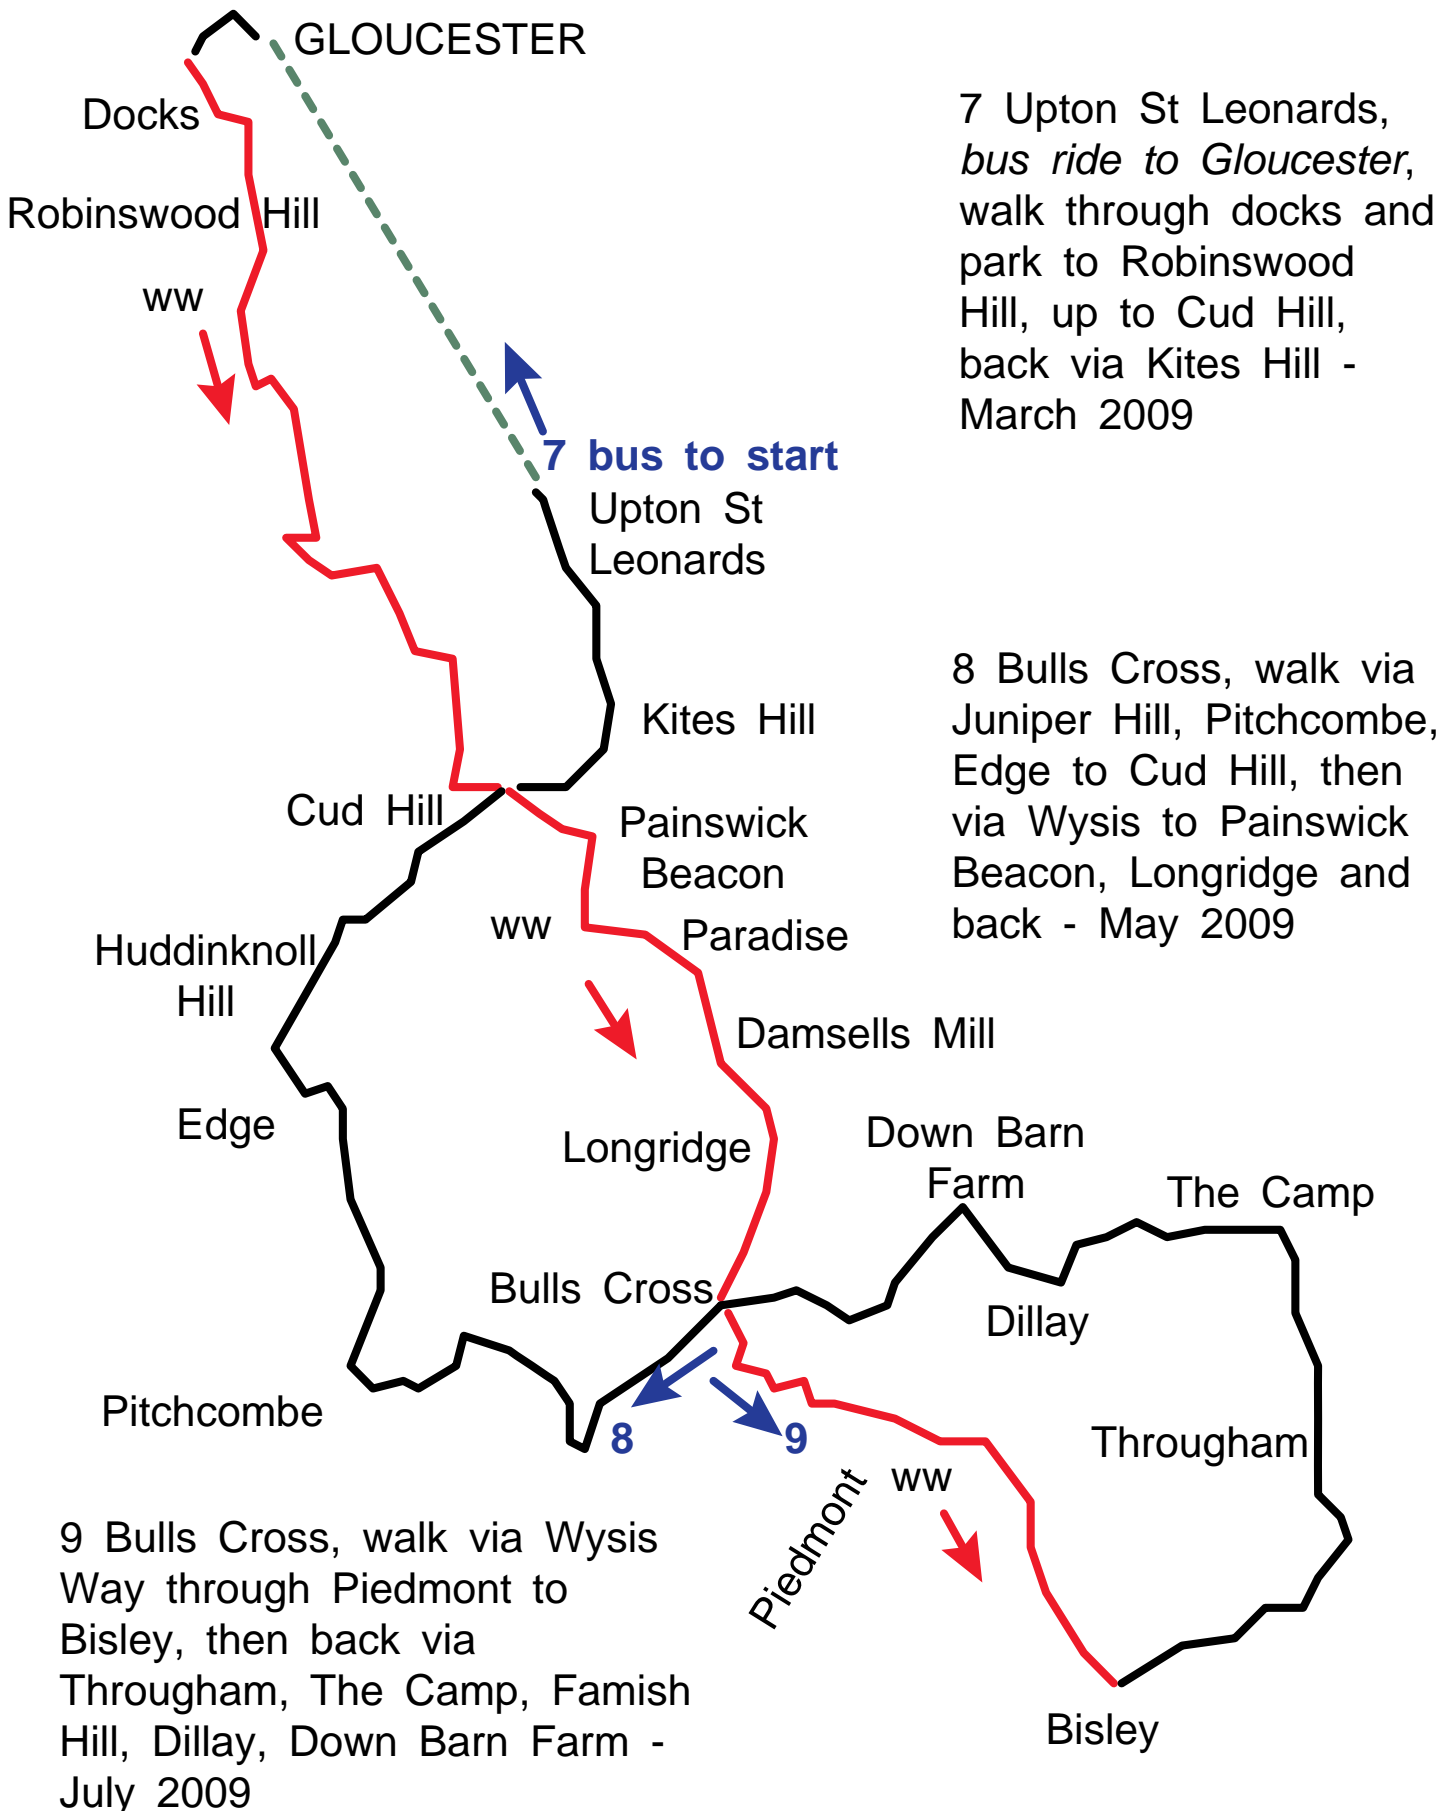 GLOUCESTER
Docks
Robinswood Hill
ww
7 Upton St Leonards,
bus ride to Gloucester,
walk through docks and
park to Robinswood
Hill, up to Cud Hill,
back via Kites Hill -
March 2009
7 bus to start
Upton St
Leonards
Kites Hill
8 Bulls Cross, walk via
Juniper Hill, Pitchcombe,
Edge to Cud Hill, then
via Wysis to Painswick
Beacon, Longridge and
back - May 2009
Cud Hill
Painswick
Beacon
ww
Paradise
Huddinknoll
Hill
Damsells Mill
Edge
Longridge
Down Barn
Farm
The Camp
Bulls Cross
Dillay
Pitchcombe
8
9
Througham
ww
Piedmont
9 Bulls Cross, walk via Wysis
Way through Piedmont to
Bisley, then back via
Througham, The Camp, Famish
Hill, Dillay, Down Barn Farm -
July 2009
Bisley